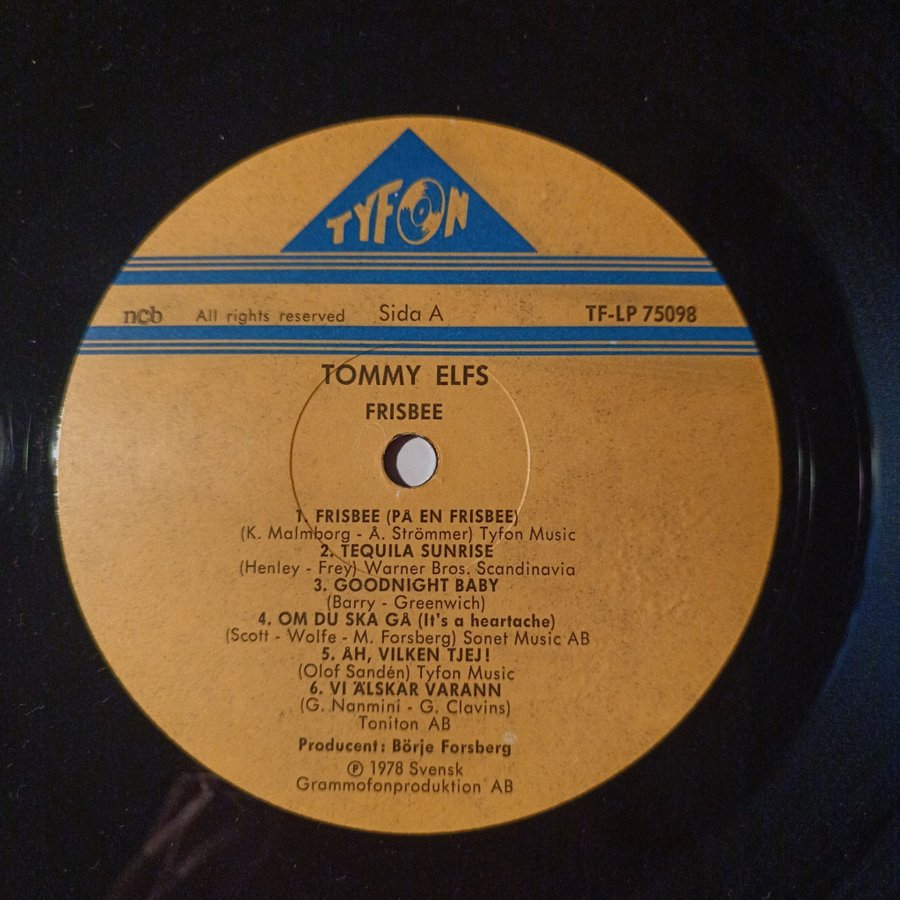 TYFON
ncb All rights reserved Sida A TF-LP 75098
TOMMY ELFS
FRISBEE
1. FRISBEE (PÅ EN FRISBEE)
(K. Malmborg - Å. Strömmer) Tyfon Music
2. TEQUILA SUNRISE
(Henley - Frey) Warner Bros. Scandinavia
3. GOODNIGHT BABY
(Barry - Greenwich)
4. OM DU SKA GÅ (It's a heartache)
(Scott - Wolfe - M. Forsberg) Sonet Music AB
5. ÅH, VILKEN TJEJ!
(Olof Sandén) Tyfon Music
6. VI ÄLSKAR VARANN
(G. Nanmini - G. Clavins)
Toniton AB
Producent: Börje Forsberg
Ⓟ 1978 Svensk
Grammofonproduktion AB